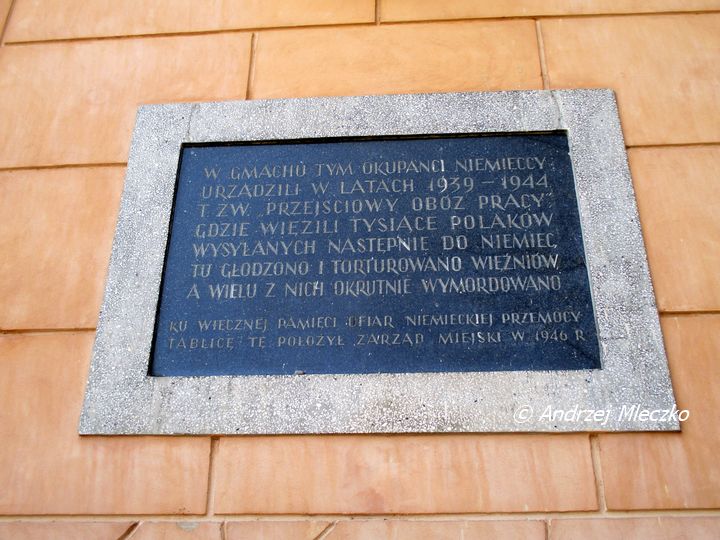 W GMACHU TYM OKUPANCI NIEMIECCY
URZĄDZILI W LATACH 1939 – 1944
T. ZW. „PRZEJŚCIOWY OBÓZ PRACY”
GDZIE WIĘZILI TYSIĄCE POLAKÓW
WYSYŁANYCH NASTĘPNIE DO NIEMIEC,
TU GŁODZONO I TORTUROWANO WIĘŹNIÓW,
A WIELU Z NICH OKRUTNIE WYMORDOWANO
KU WIECZNEJ PAMIĘCI OFIAR NIEMIECKIEJ PRZEMOCY
TABLICĘ TĘ POŁOŻYŁ ZARZĄD MIEJSKI W 1946 R
© Andrzej Mleczko